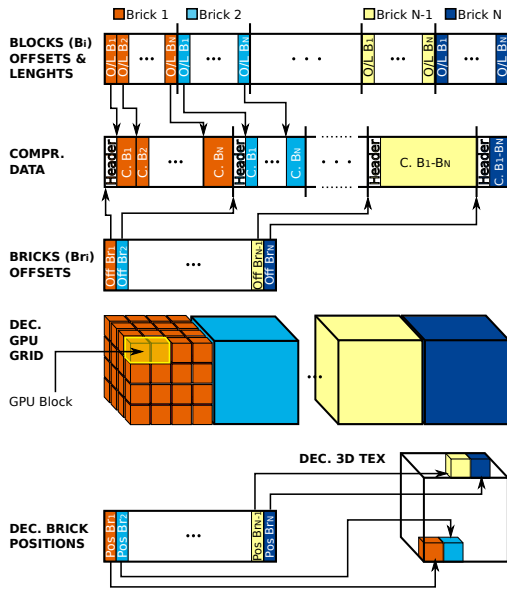 Brick 1 Brick 2 Brick N-1 Brick N
BLOCKS (Bi)
OFFSETS &
LENGHTS
O/L B1 O/L B2 ... O/L BN O/L B1 ... O/L BN . . . O/L B1 ... O/L BN O/L B1 ... O/L BN
COMPR.
DATA
Header C. B1 C. B2 ... C. BN Header C. B1 ... C. BN . . . Header C. B1-BN Header C. B1-BN
BRICKS (Bri)
OFFSETS
Off Br1 Off Br2 ... Off BrN-1 Off BrN
DEC.
GPU
GRID
...
GPU Block
DEC. 3D TEX
DEC. BRICK
POSITIONS
Pos Br1 Pos Br2 ... Pos BrN-1 Pos BrN